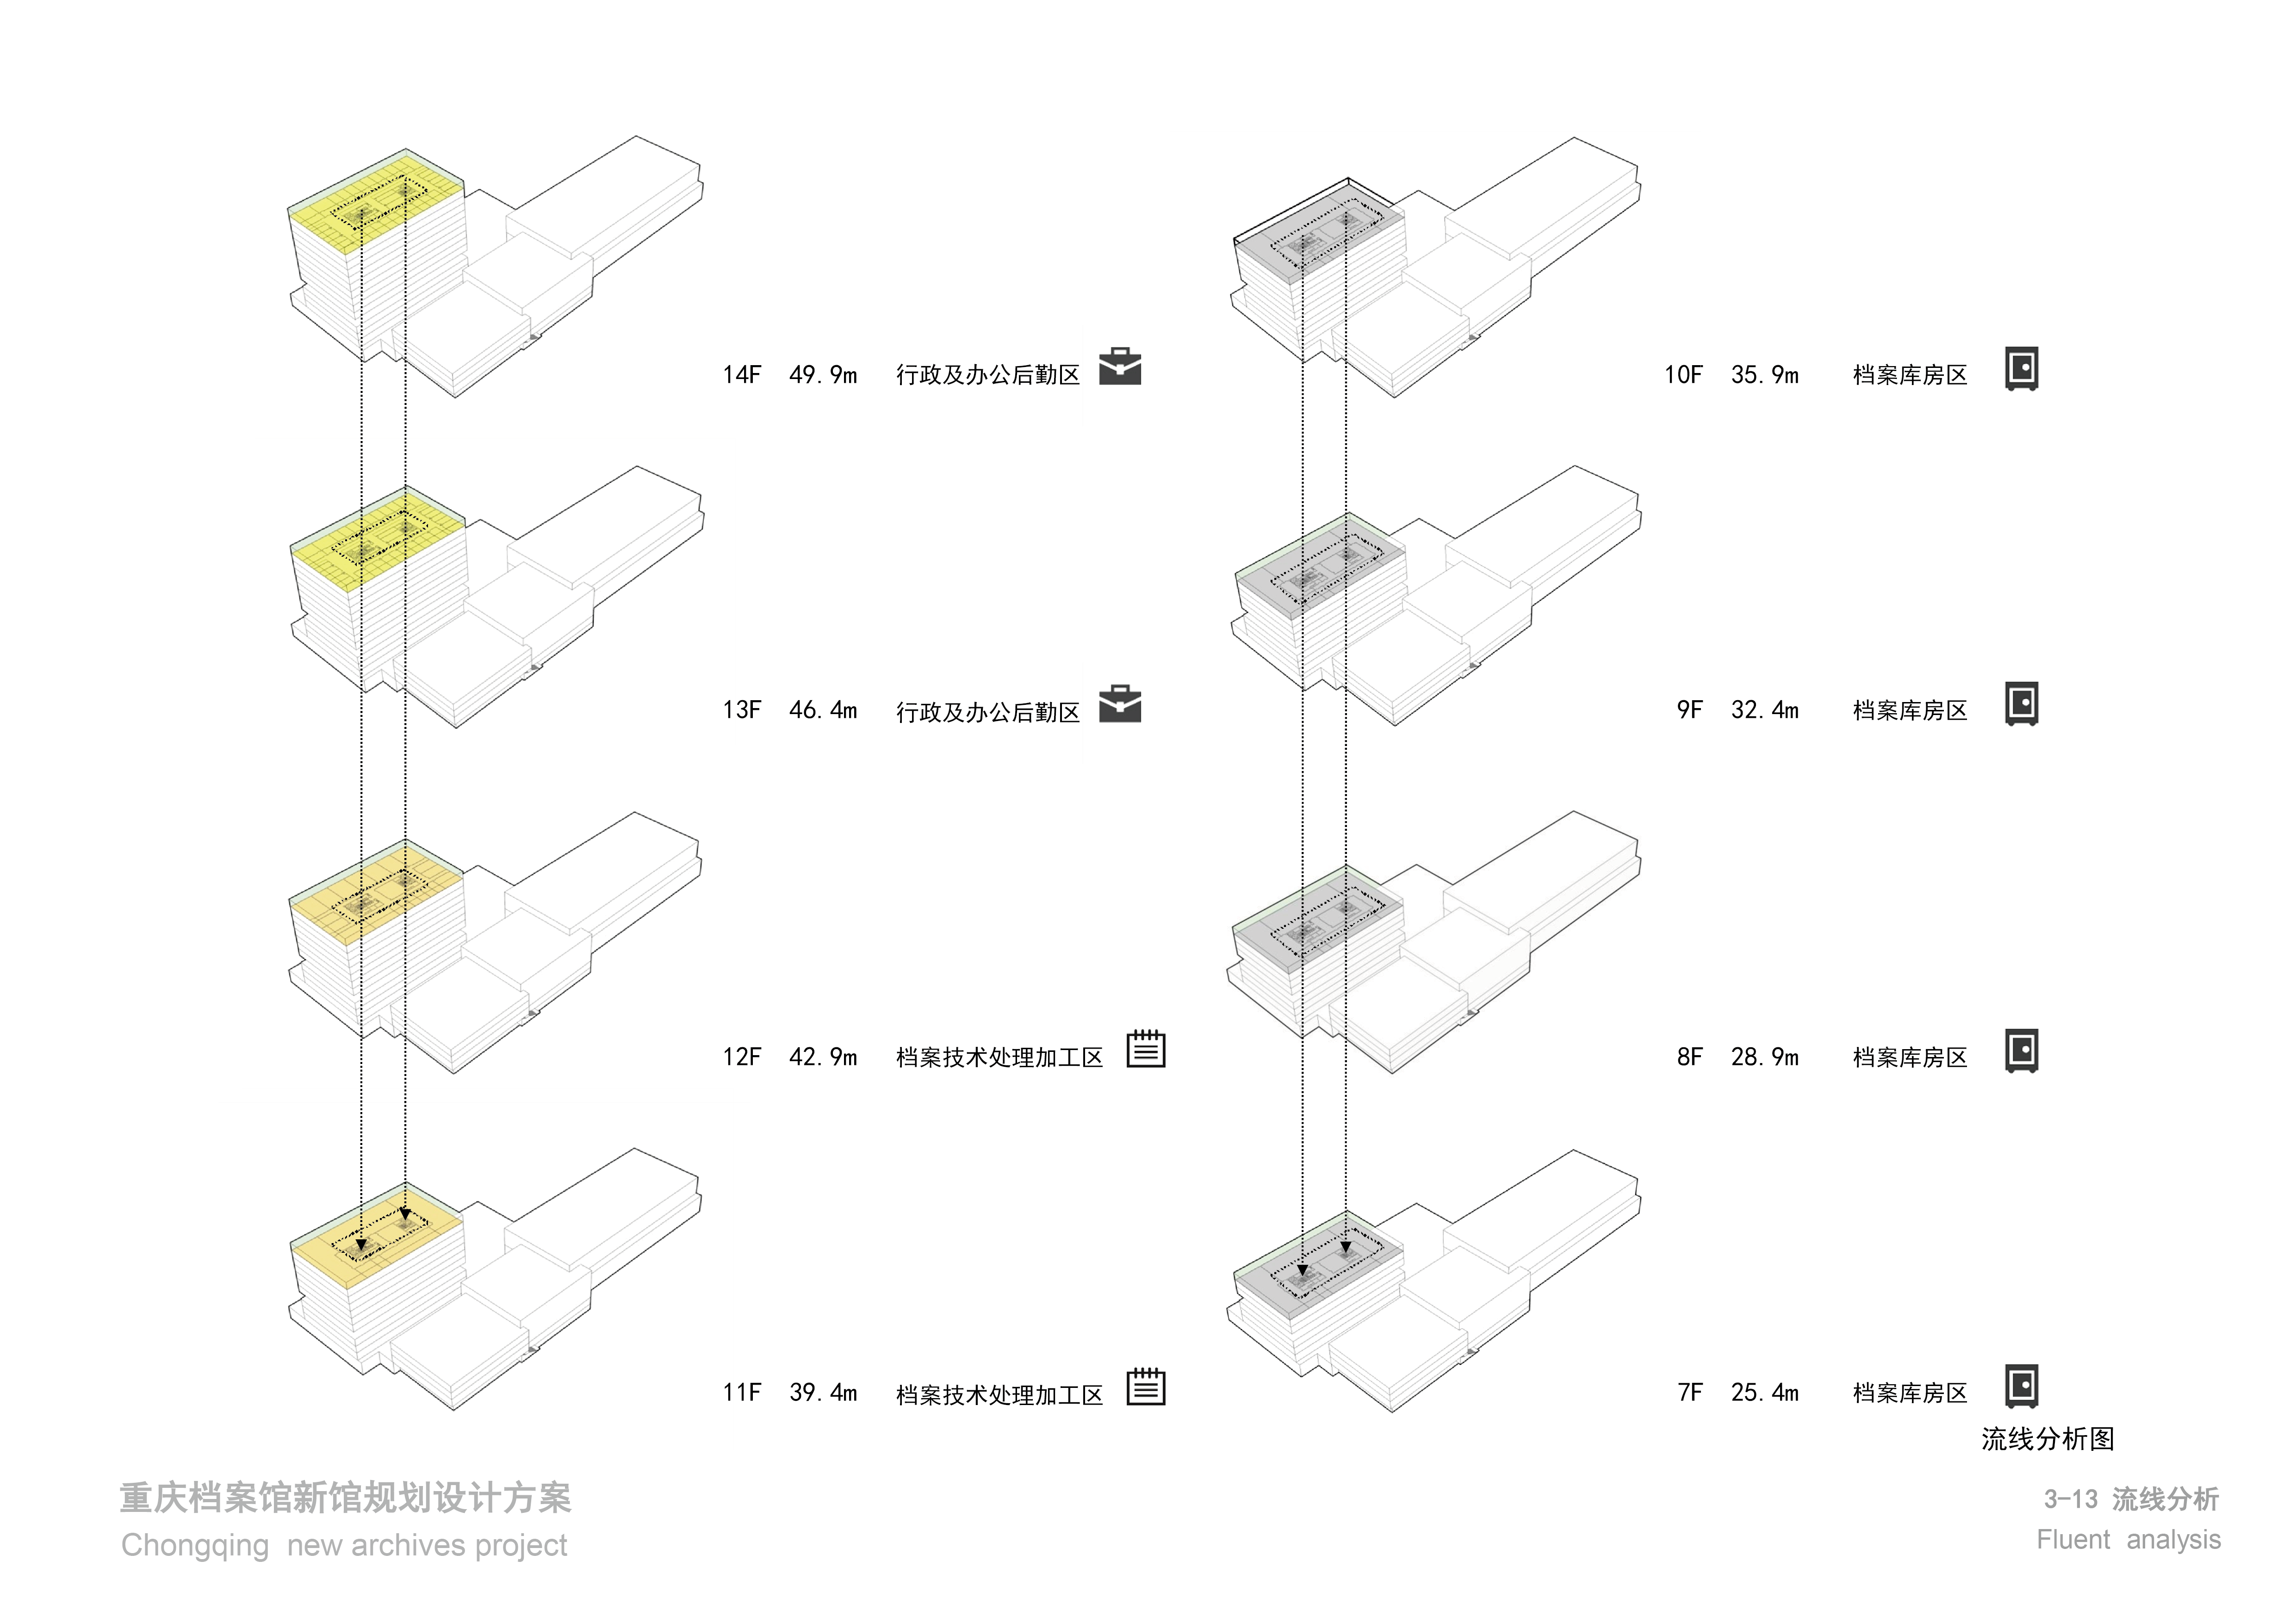 14F 49.9m 行政及办公后勤区
13F 46.4m 行政及办公后勤区
12F 42.9m 档案技术处理加工区
11F 39.4m 档案技术处理加工区
10F 35.9m 档案库房区
9F 32.4m 档案库房区
8F 28.9m 档案库房区
7F 25.4m 档案库房区
流线分析图
重庆档案馆新馆规划设计方案
Chongqing new archives project
3-13 流线分析
Fluent analysis